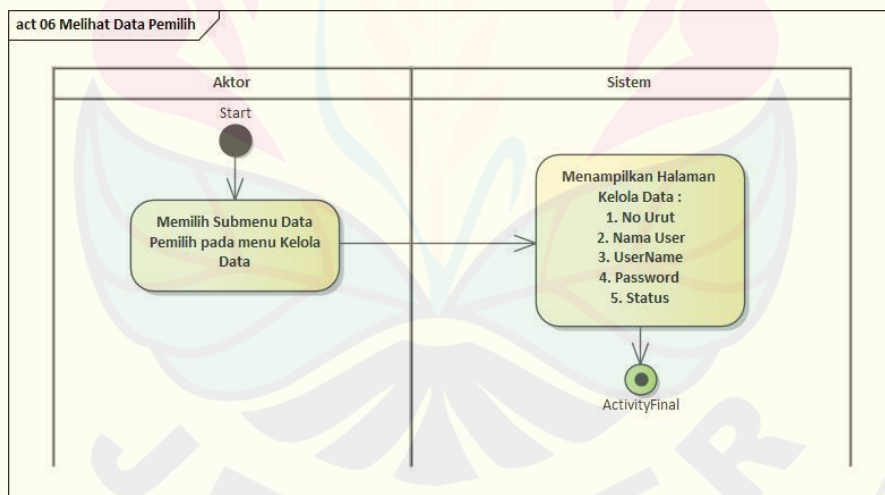 act 06 Melihat Data Pemilih
Aktor
Sistem
Start
Memilih Submenu Data
Pemilih pada menu Kelola
Data
Menampilkan Halaman
Kelola Data :
1. No Urut
2. Nama User
3. UserName
4. Password
5. Status
ActivityFinal